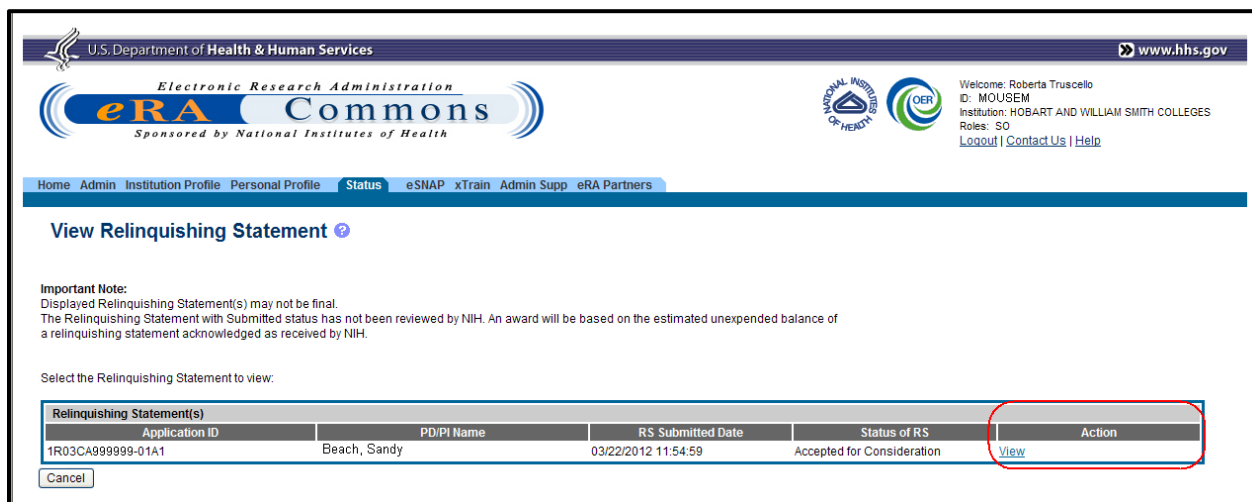 U.S. Department of Health & Human Services
www.hhs.gov
Electronic Research Administration
eRA Commons
Sponsored by National Institutes of Health
NATIONAL INSTITUTES OF HEALTH
OER
Welcome: Roberta Truscello
ID: MOUSEM
Institution: HOBART AND WILLIAM SMITH COLLEGES
Roles: SO
Logout | Contact Us | Help
Home Admin Institution Profile Personal Profile Status eSNAP xTrain Admin Supp eRA Partners
View Relinquishing Statement ?
Important Note:
Displayed Relinquishing Statement(s) may not be final.
The Relinquishing Statement with Submitted status has not been reviewed by NIH. An award will be based on the estimated unexpended balance of
a relinquishing statement acknowledged as received by NIH.
Select the Relinquishing Statement to view:
Relinquishing Statement(s)
Application ID PD/PI Name RS Submitted Date Status of RS Action
1R03CA999999-01A1 Beach, Sandy 03/22/2012 11:54:59 Accepted for Consideration View
Cancel